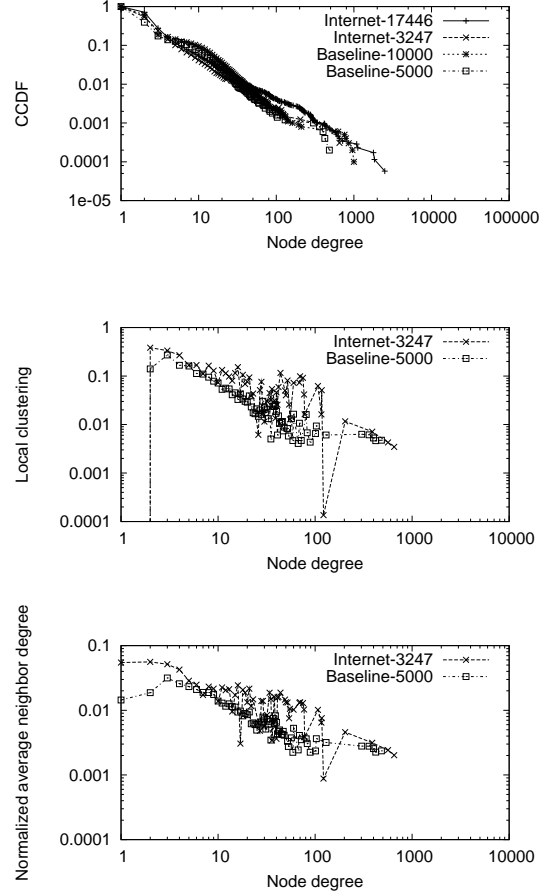 Internet-17446
Internet-3247
Baseline-10000
Baseline-5000
1
0.1
0.01
0.001
0.0001
1e-05
CCDF
1 10 100 1000 10000 100000
Node degree
Internet-3247
Baseline-5000
1
0.1
0.01
0.001
0.0001
Local clustering
1 10 100 1000 10000
Node degree
Internet-3247
Baseline-5000
0.1
0.01
0.001
0.0001
Normalized average neighbor degree
1 10 100 1000 10000
Node degree